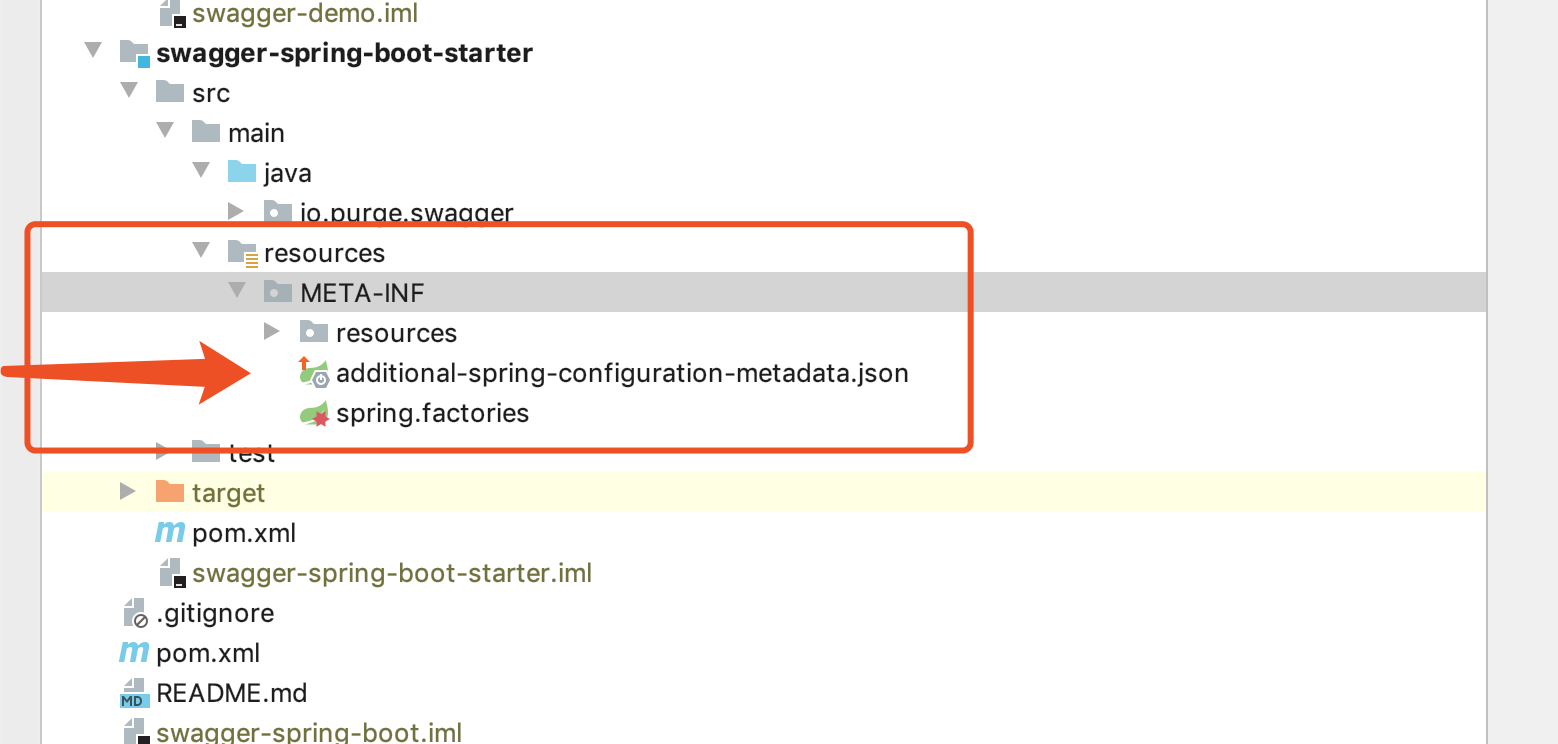 swagger-demo.iml
swagger-spring-boot-starter
src
main
java
io.purge.swagger
resources
META-INF
resources
additional-spring-configuration-metadata.json
spring.factories
test
target
m pom.xml
swagger-spring-boot-starter.iml
.gitignore
m pom.xml
MD README.md
swagger-spring-boot.iml